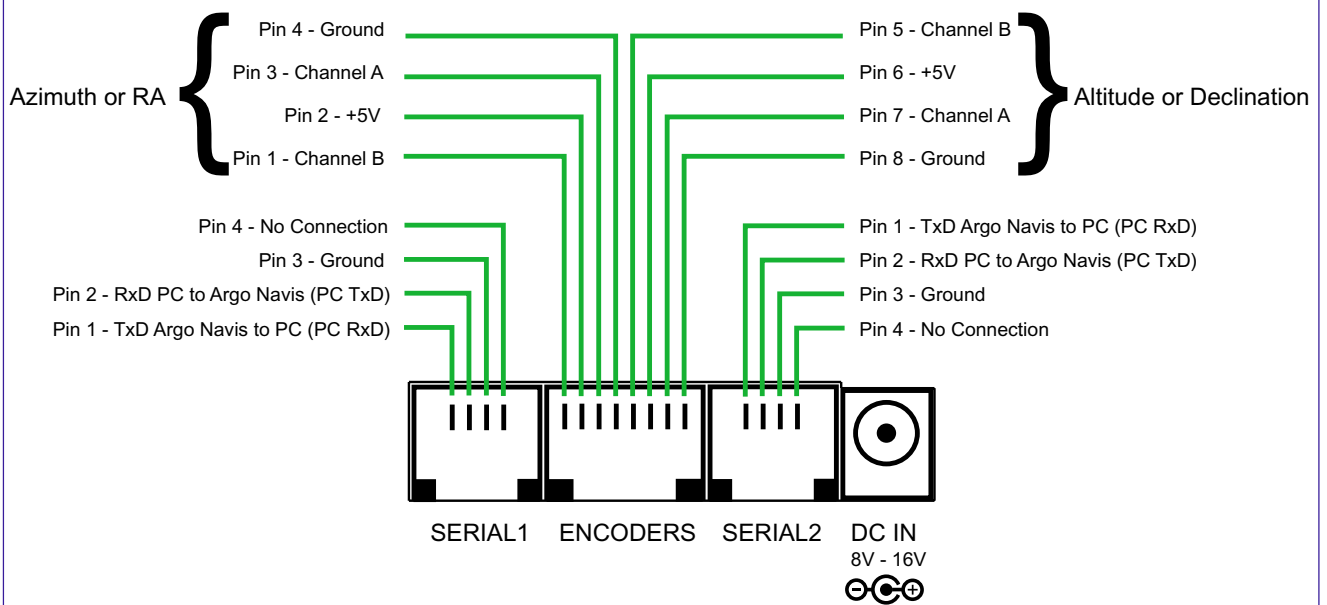 Azimuth or RA
Pin 4 - Ground
Pin 3 - Channel A
Pin 2 - +5V
Pin 1 - Channel B
Pin 5 - Channel B
Pin 6 - +5V
Pin 7 - Channel A
Pin 8 - Ground
Altitude or Declination
Pin 4 - No Connection
Pin 3 - Ground
Pin 2 - RxD PC to Argo Navis (PC TxD)
Pin 1 - TxD Argo Navis to PC (PC RxD)
Pin 1 - TxD Argo Navis to PC (PC RxD)
Pin 2 - RxD PC to Argo Navis (PC TxD)
Pin 3 - Ground
Pin 4 - No Connection
SERIAL1
ENCODERS
SERIAL2
DC IN
8V - 16V